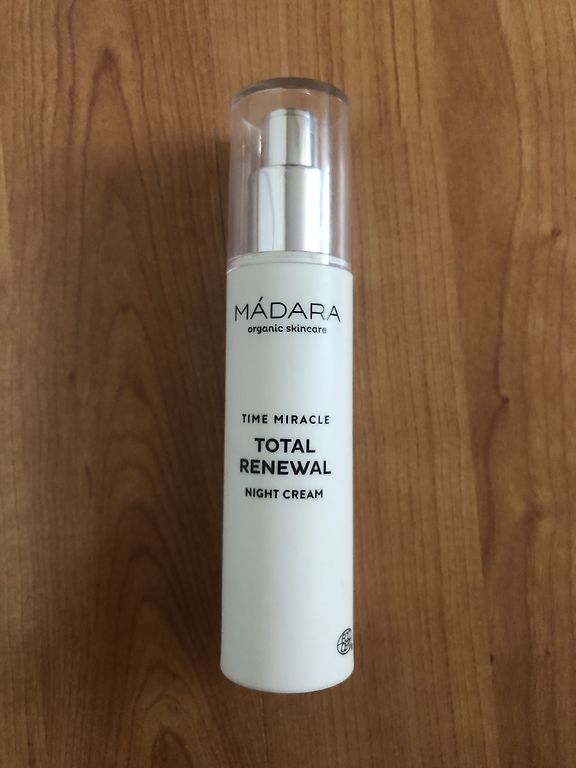 MÁDARA
organic skincare
TIME MIRACLE
TOTAL
RENEWAL
NIGHT CREAM